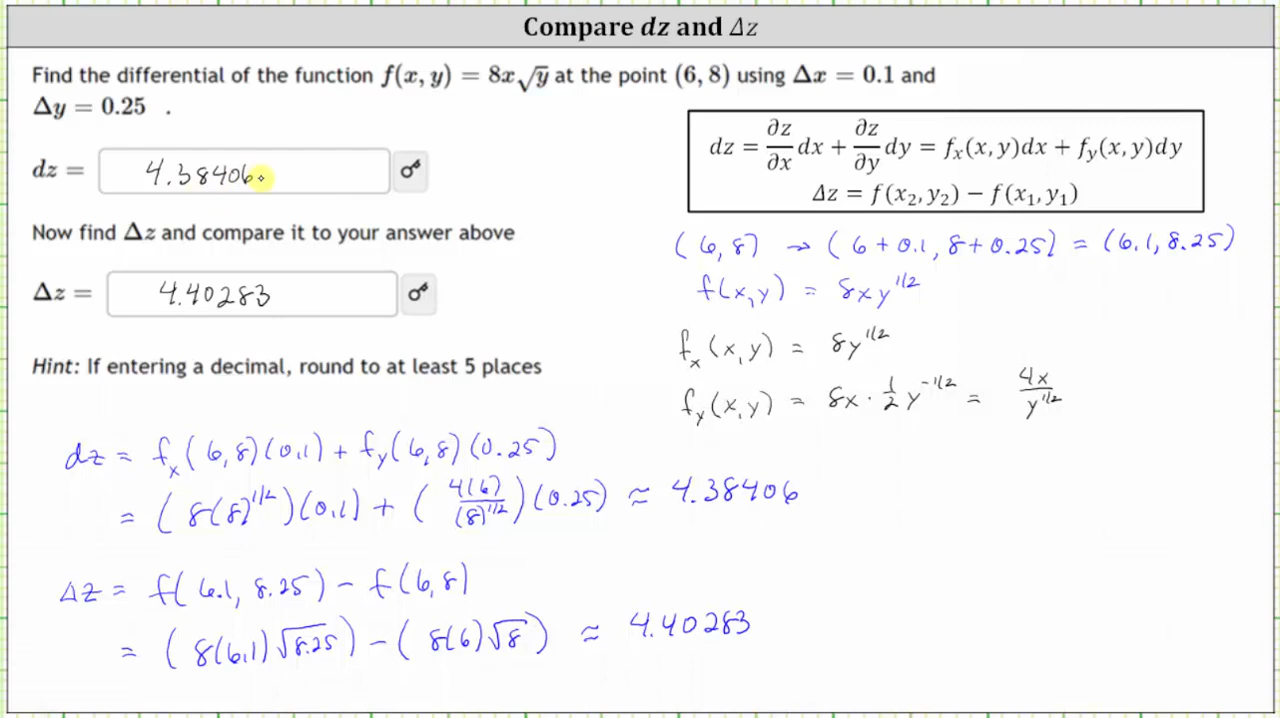 Compare dz and Δz
Find the differential of the function f(x, y) = 8x√y at the point (6, 8) using Δx = 0.1 and
Δy = 0.25 .
dz = 4.38406
Now find Δz and compare it to your answer above
Δz = 4.40283
Hint: If entering a decimal, round to at least 5 places
dz = ∂z/∂x dx + ∂z/∂y dy = fₓ(x, y)dx + f_y(x, y)dy
Δz = f(x₂, y₂) − f(x₁, y₁)
(6, 8) → (6 + 0.1, 8 + 0.25) = (6.1, 8.25)
f(x, y) = 8xy^1/2
fₓ(x, y) = 8y^1/2
f_y(x, y) = 8x · 1/2 y^-1/2 = 4x/y^1/2
dz = fₓ(6, 8)(0.1) + f_y(6, 8)(0.25)
= (8(8)^1/2)(0.1) + (4(6)/(8)^1/2)(0.25) ≈ 4.38406
Δz = f(6.1, 8.25) − f(6, 8)
= (8(6.1)√8.25) − (8(6)√8) ≈ 4.40283